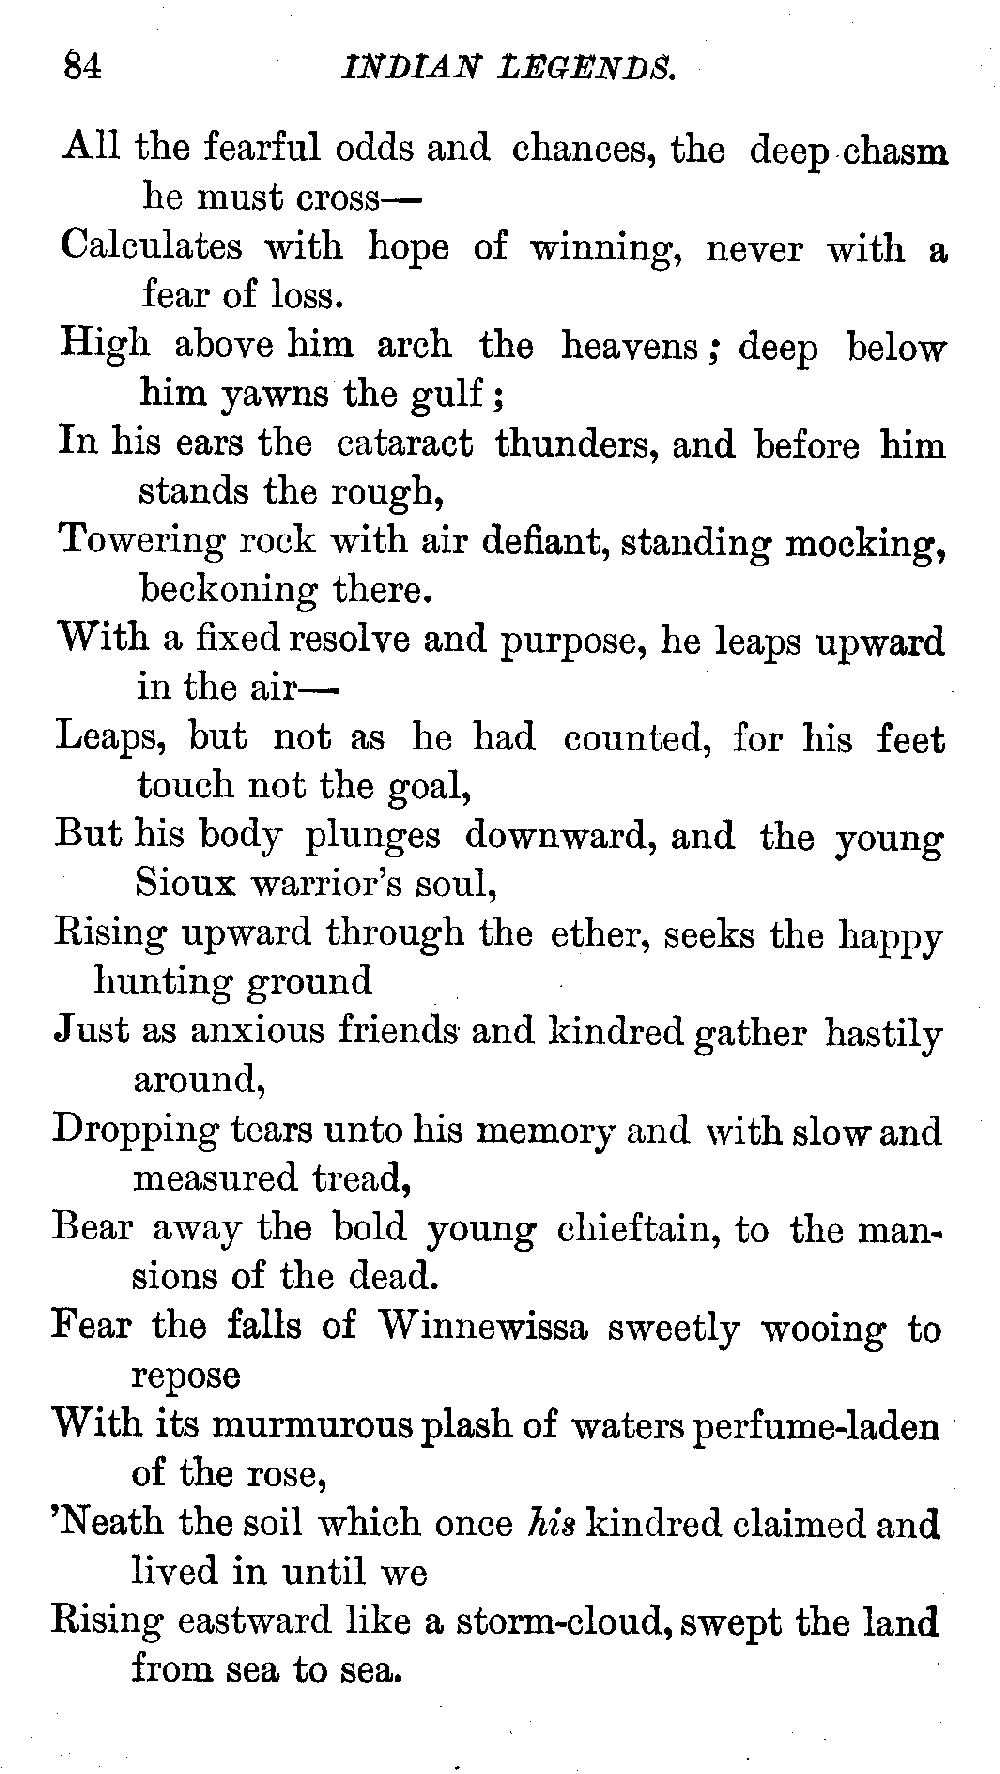 84 INDIAN LEGENDS.
All the fearful odds and chances, the deep chasm
he must cross—
Calculates with hope of winning, never with a
fear of loss.
High above him arch the heavens; deep below
him yawns the gulf;
In his ears the cataract thunders, and before him
stands the rough,
Towering rock with air defiant, standing mocking,
beckoning there.
With a fixed resolve and purpose, he leaps upward
in the air—
Leaps, but not as he had counted, for his feet
touch not the goal,
But his body plunges downward, and the young
Sioux warrior's soul,
Rising upward through the ether, seeks the happy
hunting ground
Just as anxious friends and kindred gather hastily
around,
Dropping tears unto his memory and with slow and
measured tread,
Bear away the bold young chieftain, to the man-
sions of the dead.
Fear the falls of Winnewissa sweetly wooing to
repose
With its murmurous plash of waters perfume-laden
of the rose,
'Neath the soil which once his kindred claimed and
lived in until we
Rising eastward like a storm-cloud, swept the land
from sea to sea.